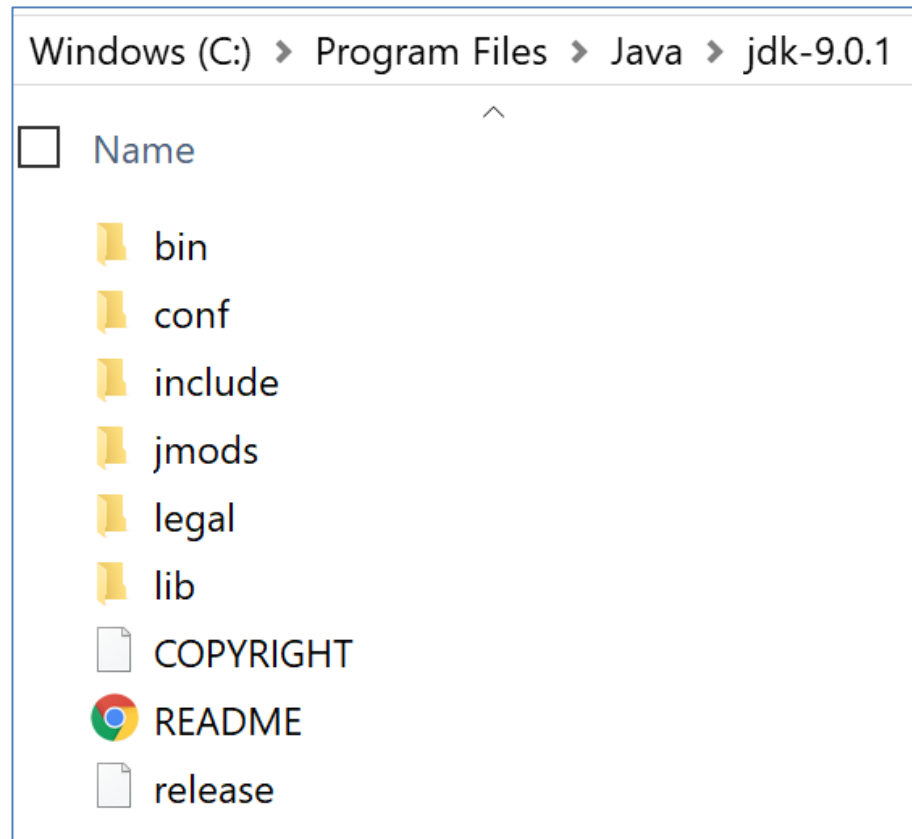 Windows (C:) > Program Files > Java > jdk-9.0.1
Name
bin
conf
include
jmods
legal
lib
COPYRIGHT
README
release